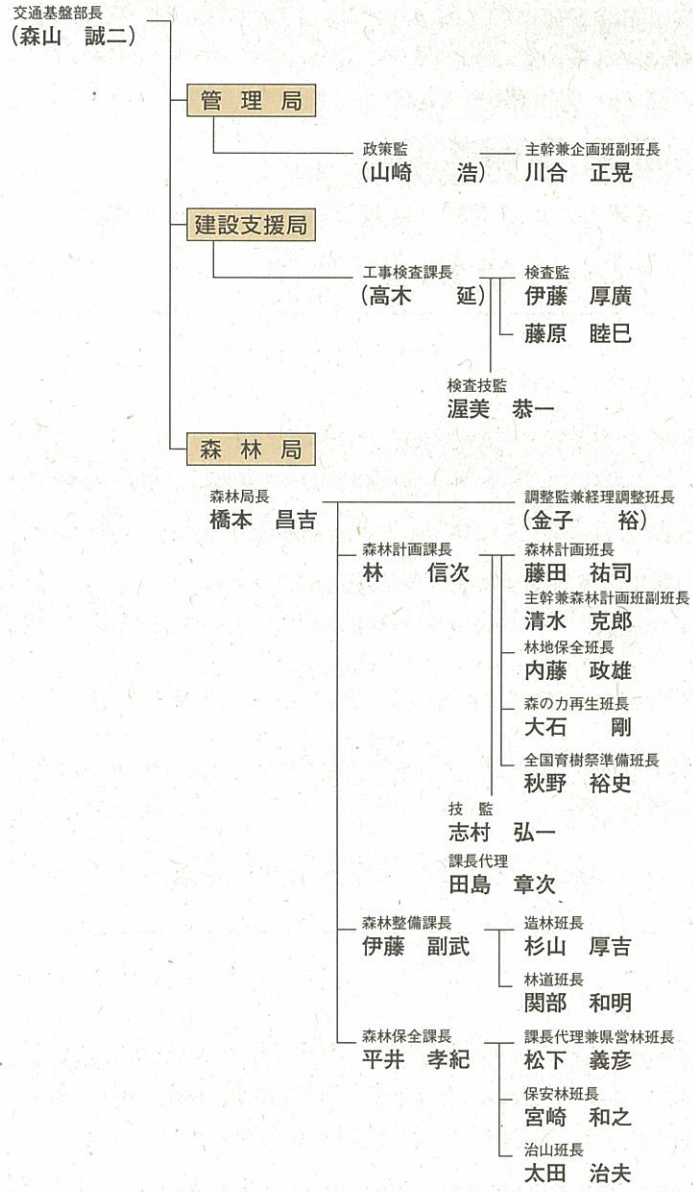 交通基盤部長
(森山 誠二)
管理局
政策監
(山崎 浩)
主幹兼企画班副班長
川合 正晃
建設支援局
工事検査課長
(高木 延)
検査監
伊藤 厚廣
藤原 睦巳
検査技監
渥美 恭一
森林局
森林局長
橋本 昌吉
調整監兼経理調整班長
(金子 裕)
森林計画課長
林 信次
森林計画班長
藤田 祐司
主幹兼森林計画班副班長
清水 克郎
林地保全班長
内藤 政雄
森の力再生班長
大石 剛
全国育樹祭準備班長
秋野 裕史
技監
志村 弘一
課長代理
田島 章次
森林整備課長
伊藤 副武
造林班長
杉山 厚吉
林道班長
関部 和明
森林保全課長
平井 孝紀
課長代理兼県営林班長
松下 義彦
保安林班長
宮崎 和之
治山班長
太田 治夫